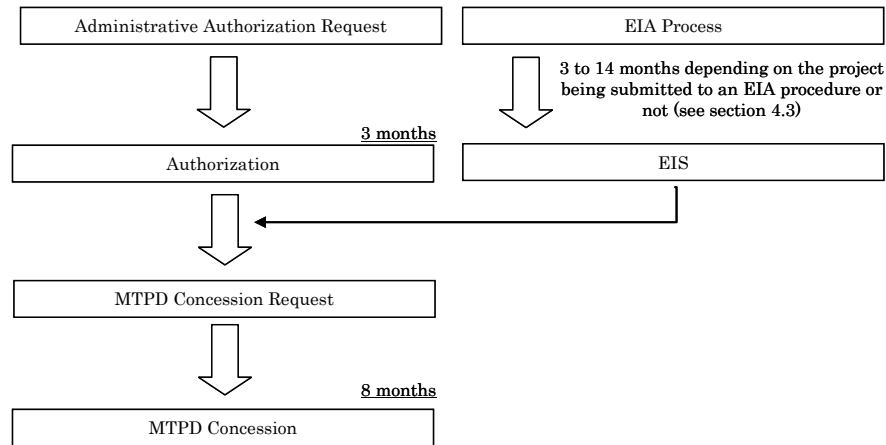 Administrative Authorization Request
EIA Process
3 to 14 months depending on the project
being submitted to an EIA procedure or
not (see section 4.3)
3 months
Authorization
EIS
MTPD Concession Request
8 months
MTPD Concession